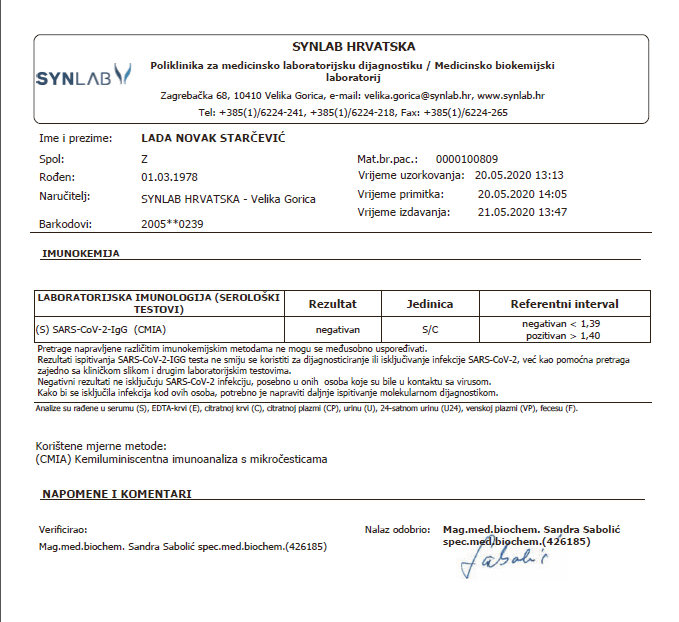 SYNLAB HRVATSKA
SYNLAB
Poliklinika za medicinsko laboratorijsku dijagnostiku / Medicinsko biokemijski
laboratorij
Zagrebačka 68, 10410 Velika Gorica, e-mail: velika.gorica@synlab.hr, www.synlab.hr
Tel: +385(1)/6224-241, +385(1)/6224-218, Fax: +385(1)/6224-265
Ime i prezime: LADA NOVAK STARČEVIĆ
Spol: Z Mat.br.pac.: 0000100809
Rođen: 01.03.1978 Vrijeme uzorkovanja: 20.05.2020 13:13
Naručitelj: SYNLAB HRVATSKA - Velika Gorica Vrijeme primitka: 20.05.2020 14:05
Vrijeme izdavanja: 21.05.2020 13:47
Barkodovi: 2005**0239
IMUNOKEMIJA
LABORATORIJSKA IMUNOLOGIJA (SEROLOŠKI
TESTOVI) Rezultat Jedinica Referentni interval
(S) SARS-CoV-2-IgG (CMIA) negativan S/C negativan < 1,39
pozitivan > 1,40
Pretrage napravljene različitim imunokemijskim metodama ne mogu se međusobno uspoređivati.
Rezultati ispitivanja SARS-CoV-2-IGG testa ne smiju se koristiti za dijagnosticiranje ili isključivanje infekcije SARS-CoV-2, već kao pomoćna pretraga
zajedno sa kliničkom slikom i drugim laboratorijskim testovima.
Negativni rezultati ne isključuju SARS-CoV-2 infekciju, posebno u onih osoba koje su bile u kontaktu sa virusom.
Kako bi se isključila infekcija kod ovih osoba, potrebno je napraviti daljnje ispitivanje molekularnom dijagnostikom.
Analize su rađene u serumu (S), EDTA-krvi (E), citratnoj krvi (C), citratnoj plazmi (CP), urinu (U), 24-satnom urinu (U24), venskoj plazmi (VP), fecesu (F).
Korištene mjerne metode:
(CMIA) Kemiluminiscentna imunoanaliza s mikročesticama
NAPOMENE I KOMENTARI
Verificirao: Nalaz odobrio: Mag.med.biochem. Sandra Sabolić
spec.med.biochem.(426185)
Mag.med.biochem. Sandra Sabolić spec.med.biochem.(426185)
Sabolić